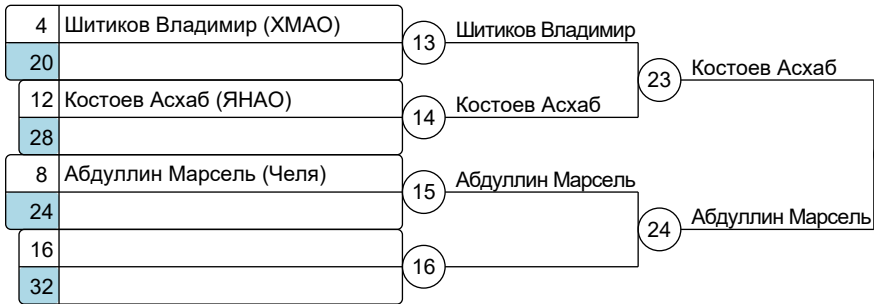 4 Шитиков Владимир (ХМАО)
20
13 Шитиков Владимир
12 Костоев Асхаб (ЯНАО)
28
14 Костоев Асхаб
23 Костоев Асхаб
8 Абдуллин Марсель (Челя)
24
15 Абдуллин Марсель
16
32
16
24 Абдуллин Марсель